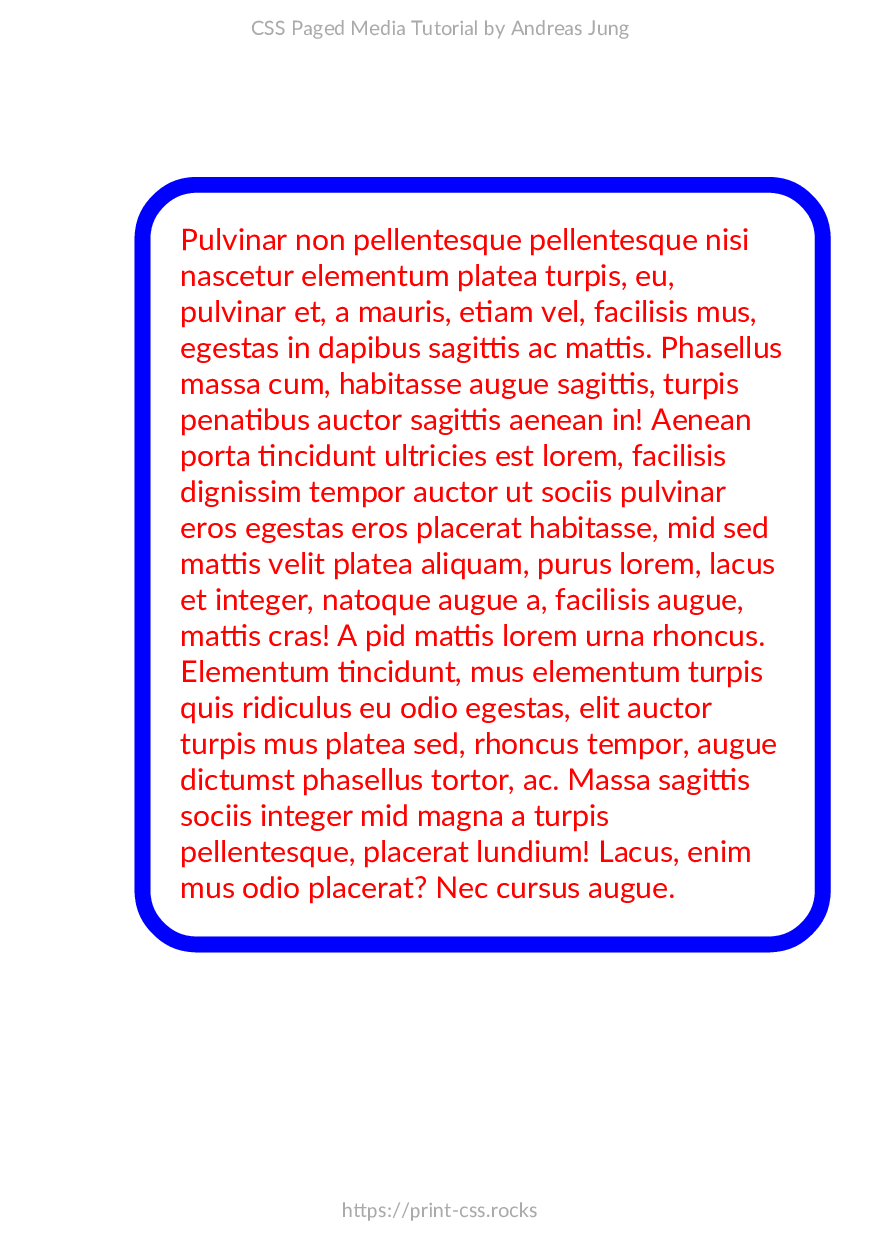 CSS Paged Media Tutorial by Andreas Jung
Pulvinar non pellentesque pellentesque nisi
nascetur elementum platea turpis, eu,
pulvinar et, a mauris, etiam vel, facilisis mus,
egestas in dapibus sagittis ac mattis. Phasellus
massa cum, habitasse augue sagittis, turpis
penatibus auctor sagittis aenean in! Aenean
porta tincidunt ultricies est lorem, facilisis
dignissim tempor auctor ut sociis pulvinar
eros egestas eros placerat habitasse, mid sed
mattis velit platea aliquam, purus lorem, lacus
et integer, natoque augue a, facilisis augue,
mattis cras! A pid mattis lorem urna rhoncus.
Elementum tincidunt, mus elementum turpis
quis ridiculus eu odio egestas, elit auctor
turpis mus platea sed, rhoncus tempor, augue
dictumst phasellus tortor, ac. Massa sagittis
sociis integer mid magna a turpis
pellentesque, placerat lundium! Lacus, enim
mus odio placerat? Nec cursus augue.
https://print-css.rocks